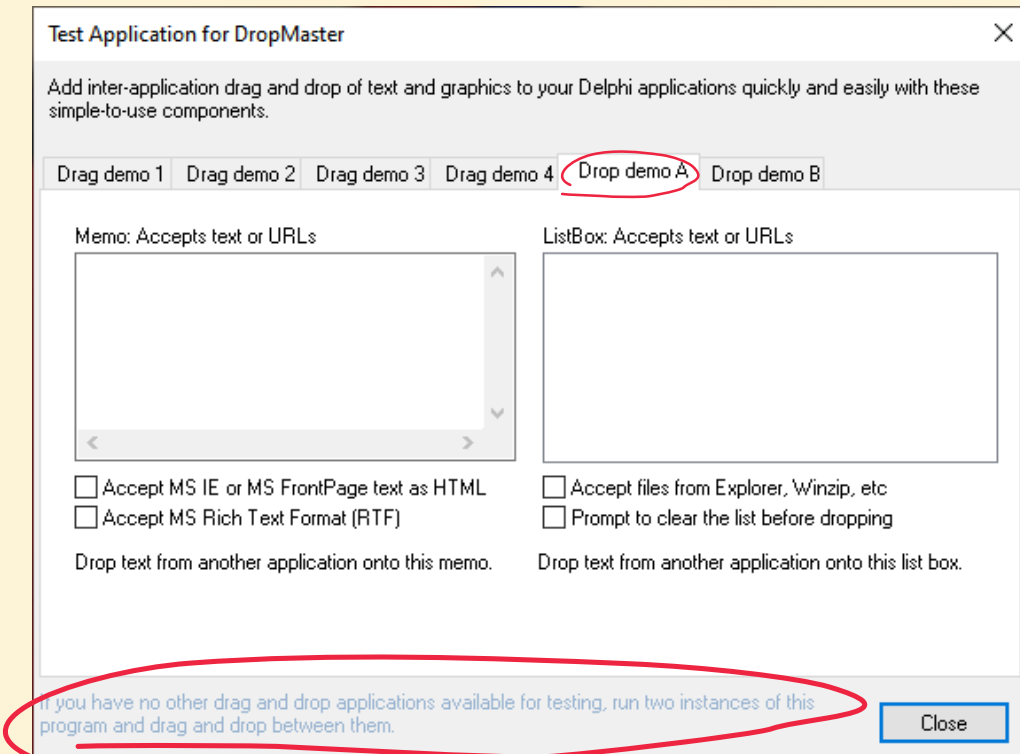 Test Application for DropMaster
Add inter-application drag and drop of text and graphics to your Delphi applications quickly and easily with these
simple-to-use components.
Drag demo 1 Drag demo 2 Drag demo 3 Drag demo 4 Drop demo A Drop demo B
Memo: Accepts text or URLs ListBox: Accepts text or URLs
Accept MS IE or MS FrontPage text as HTML Accept files from Explorer, Winzip, etc
Accept MS Rich Text Format (RTF) Prompt to clear the list before dropping
Drop text from another application onto this memo. Drop text from another application onto this list box.
If you have no other drag and drop applications available for testing, run two instances of this
program and drag and drop between them.
Close